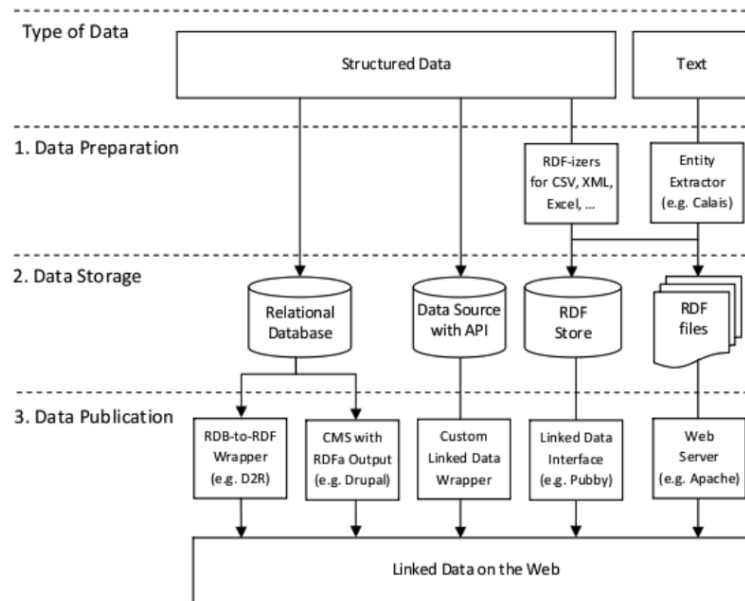 Type of Data
Structured Data
Text
1. Data Preparation
RDF-izers
for CSV, XML,
Excel, ...
Entity
Extractor
(e.g. Calais)
2. Data Storage
Relational
Database
Data Source
with API
RDF
Store
RDF
files
3. Data Publication
RDB-to-RDF
Wrapper
(e.g. D2R)
CMS with
RDFa Output
(e.g. Drupal)
Custom
Linked Data
Wrapper
Linked Data
Interface
(e.g. Pubby)
Web
Server
(e.g. Apache)
Linked Data on the Web